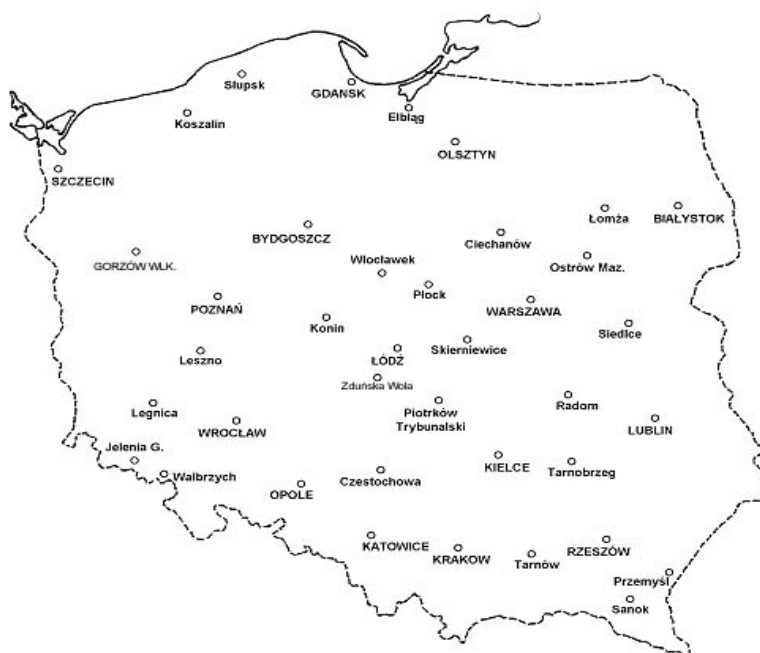 Słupsk
GDAŃSK
Koszalin
Elbląg
OLSZTYN
SZCZECIN
Łomża
BIAŁYSTOK
BYDGOSZCZ
Ciechanów
GORZÓW WLK.
Włocławek
Ostrów Maz.
Płock
POZNAŃ
WARSZAWA
Konin
Siedlce
Leszno
ŁÓDŹ
Skierniewice
Zduńska Wola
Legnica
Piotrków
Trybunalski
Radom
WROCŁAW
LUBLIN
Jelenia G.
Wałbrzych
Czestochowa
KIELCE
Tarnobrzeg
OPOLE
KATOWICE
KRAKOW
Tarnów
RZESZÓW
Przemyśl
Sanok